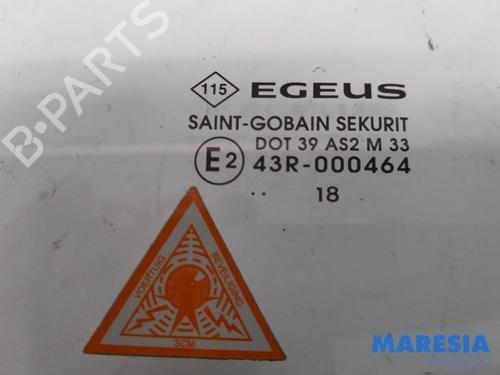 115 EGEUS
SAINT-GOBAIN SEKURIT
DOT 39 AS2 M 33
E2 43R-000464
.. 18
VOERTUIG BEVEILIGING
SCM
B-PARTS
MARESIA